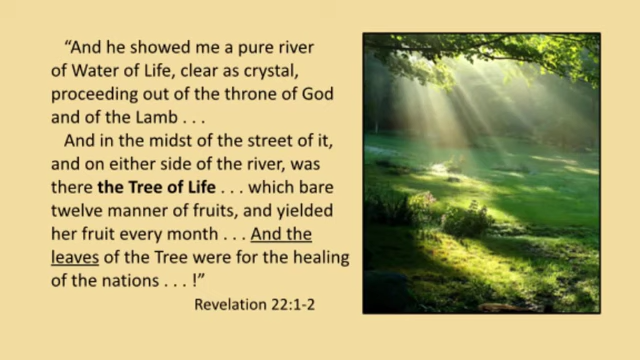 “And he showed me a pure river
of Water of Life, clear as crystal,
proceeding out of the throne of God
and of the Lamb . . .
And in the midst of the street of it,
and on either side of the river, was
there the Tree of Life . . . which bare
twelve manner of fruits, and yielded
her fruit every month . . . And the
leaves of the Tree were for the healing
of the nations . . . !”
Revelation 22:1-2